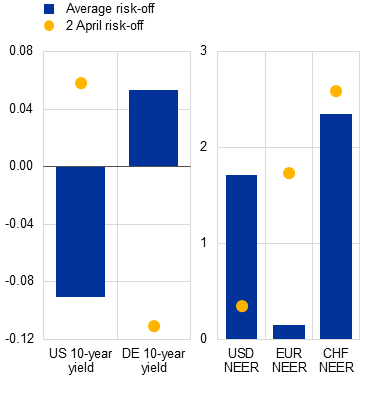 Average risk-off
2 April risk-off
0.08
0.04
0.00
-0.04
-0.08
-0.12
US 10-year
yield
DE 10-year
yield
3
2
1
0
USD
NEER
EUR
NEER
CHF
NEER